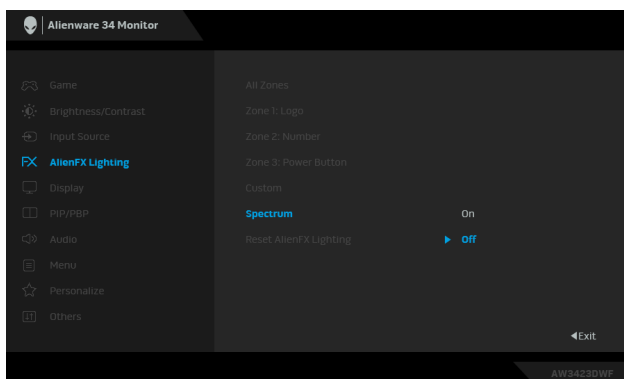 Alienware 34 Monitor
Game
All Zones
Brightness/Contrast
Zone 1: Logo
Input Source
Zone 2: Number
FX AlienFX Lighting
Zone 3: Power Button
Display
Custom
PIP/PBP
Spectrum On
Audio
Reset AlienFX Lighting Off
Menu
Personalize
Others
Exit
AW3423DWF